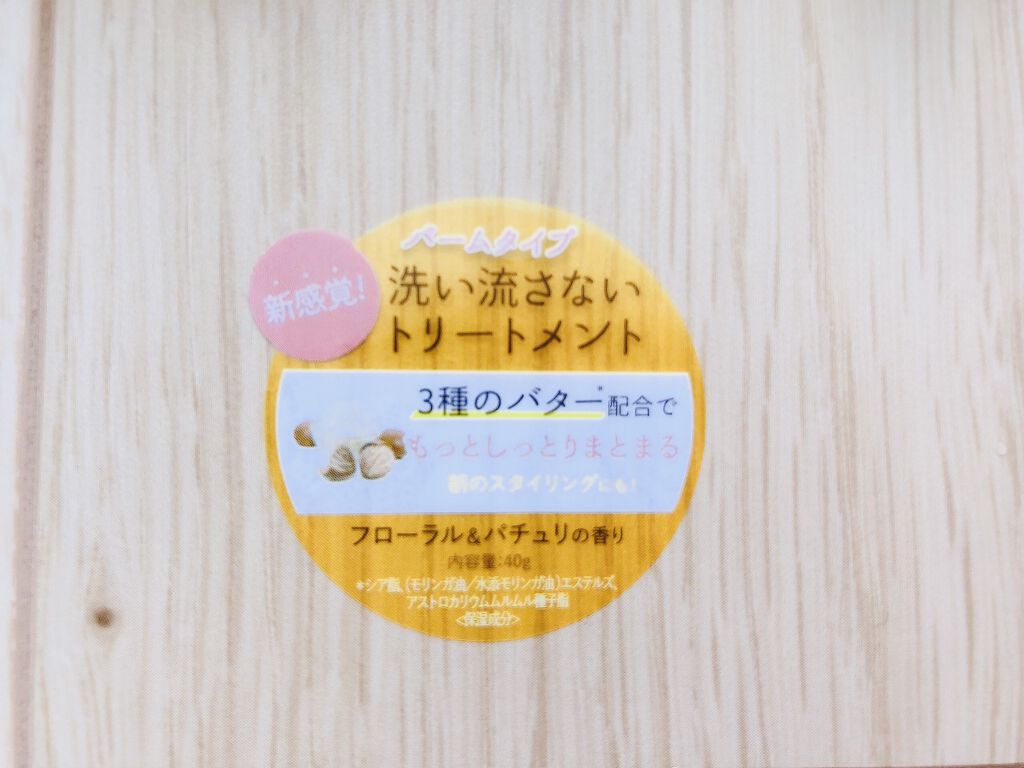 新感覚!
バームタイプ
洗い流さない
トリートメント
3種のバター*配合で
もっとしっとりまとまる
朝のスタイリングにも!
フローラル&パチュリの香り
内容量:40g
*シア脂、(モリンガ油/水添モリンガ油)エステルズ、
アストロカリウムムルムル種子脂
<保湿成分>